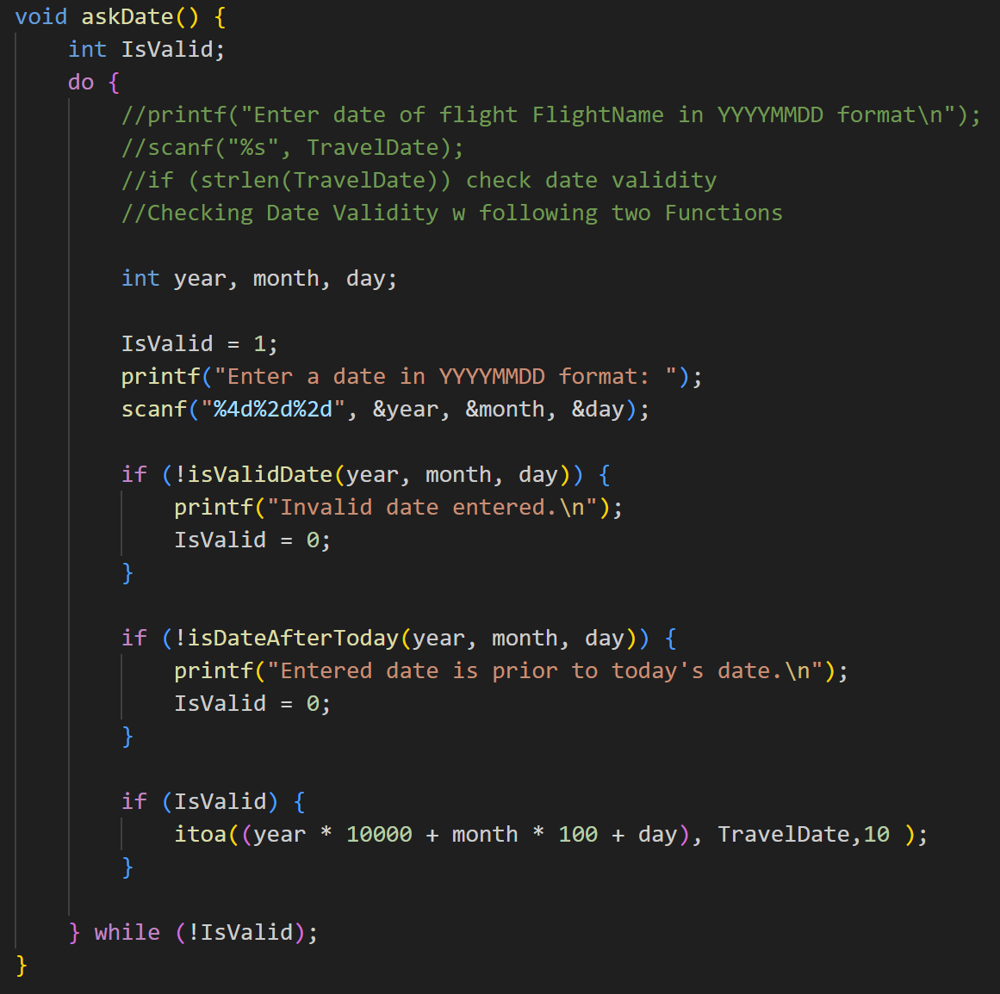 void askDate() {
    int IsValid;
    do {
        //printf("Enter date of flight FlightName in YYYYMMDD format\n");
        //scanf("%s", TravelDate);
        //if (strlen(TravelDate)) check date validity
        //Checking Date Validity w following two Functions

        int year, month, day;

        IsValid = 1;
        printf("Enter a date in YYYYMMDD format: ");
        scanf("%4d%2d%2d", &year, &month, &day);

        if (!isValidDate(year, month, day)) {
            printf("Invalid date entered.\n");
            IsValid = 0;
        }

        if (!isDateAfterToday(year, month, day)) {
            printf("Entered date is prior to today's date.\n");
            IsValid = 0;
        }

        if (IsValid) {
            itoa((year * 10000 + month * 100 + day), TravelDate,10 );
        }

    } while (!IsValid);
}